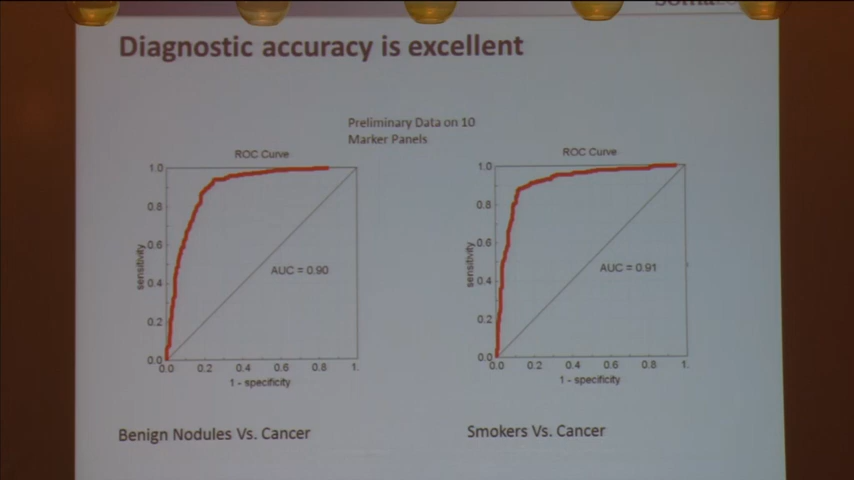 Diagnostic accuracy is excellent
Preliminary Data on 10
Marker Panels
ROC Curve
1.0
0.8
0.6
0.4
0.2
0.0
sensitivity
AUC = 0.90
0.0 0.2 0.4 0.6 0.8 1.
1 - specificity
Benign Nodules Vs. Cancer
ROC Curve
1.0
0.8
0.6
0.4
0.2
0.0
sensitivity
AUC = 0.91
0.0 0.2 0.4 0.6 0.8 1.
1 - specificity
Smokers Vs. Cancer